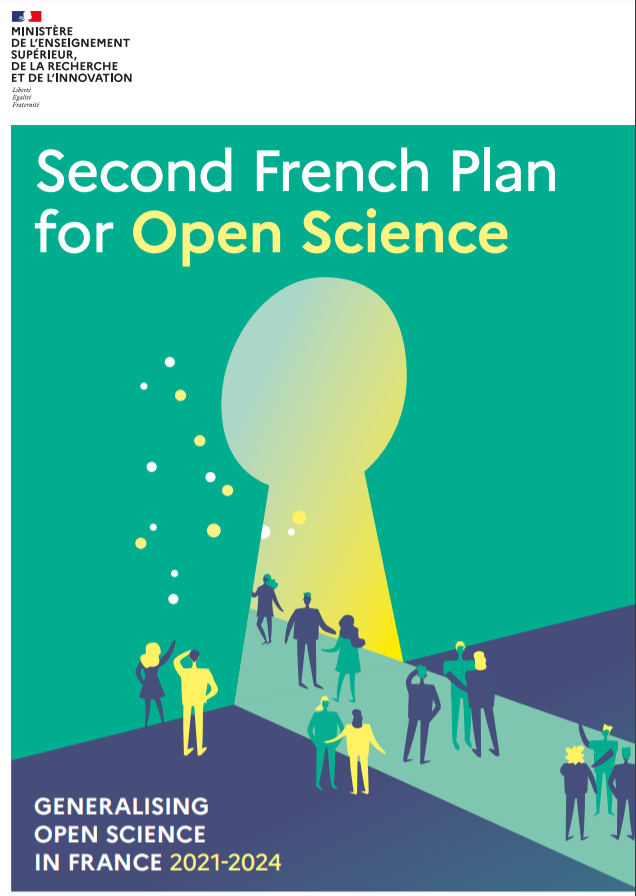 MINISTÈRE
DE L'ENSEIGNEMENT
SUPÉRIEUR,
DE LA RECHERCHE
ET DE L'INNOVATION
Liberté
Égalité
Fraternité
Second French Plan
for Open Science
GENERALISING
OPEN SCIENCE
IN FRANCE 2021-2024